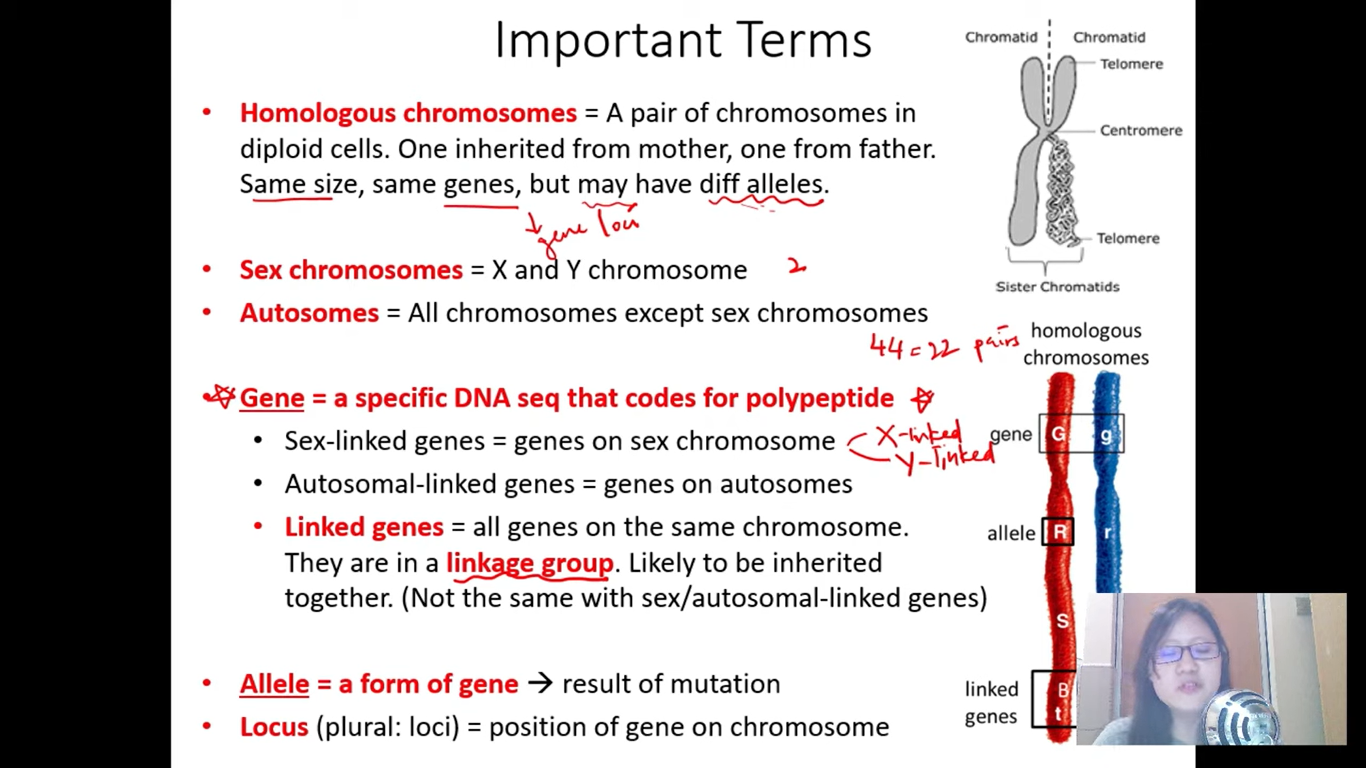 Important Terms
• Homologous chromosomes = A pair of chromosomes in
diploid cells. One inherited from mother, one from father.
Same size, same genes, but may have diff alleles.
gene loci
• Sex chromosomes = X and Y chromosome 2
• Autosomes = All chromosomes except sex chromosomes
44 = 22 pairs
Gene = a specific DNA seq that codes for polypeptide
• Sex-linked genes = genes on sex chromosome
X-linked
Y-linked
• Autosomal-linked genes = genes on autosomes
• Linked genes = all genes on the same chromosome.
They are in a linkage group. Likely to be inherited
together. (Not the same with sex/autosomal-linked genes)
• Allele = a form of gene → result of mutation
• Locus (plural: loci) = position of gene on chromosome
Chromatid Chromatid
Telomere
Centromere
Telomere
Sister Chromatids
homologous
chromosomes
gene G g
allele R r
S
linked B
genes t